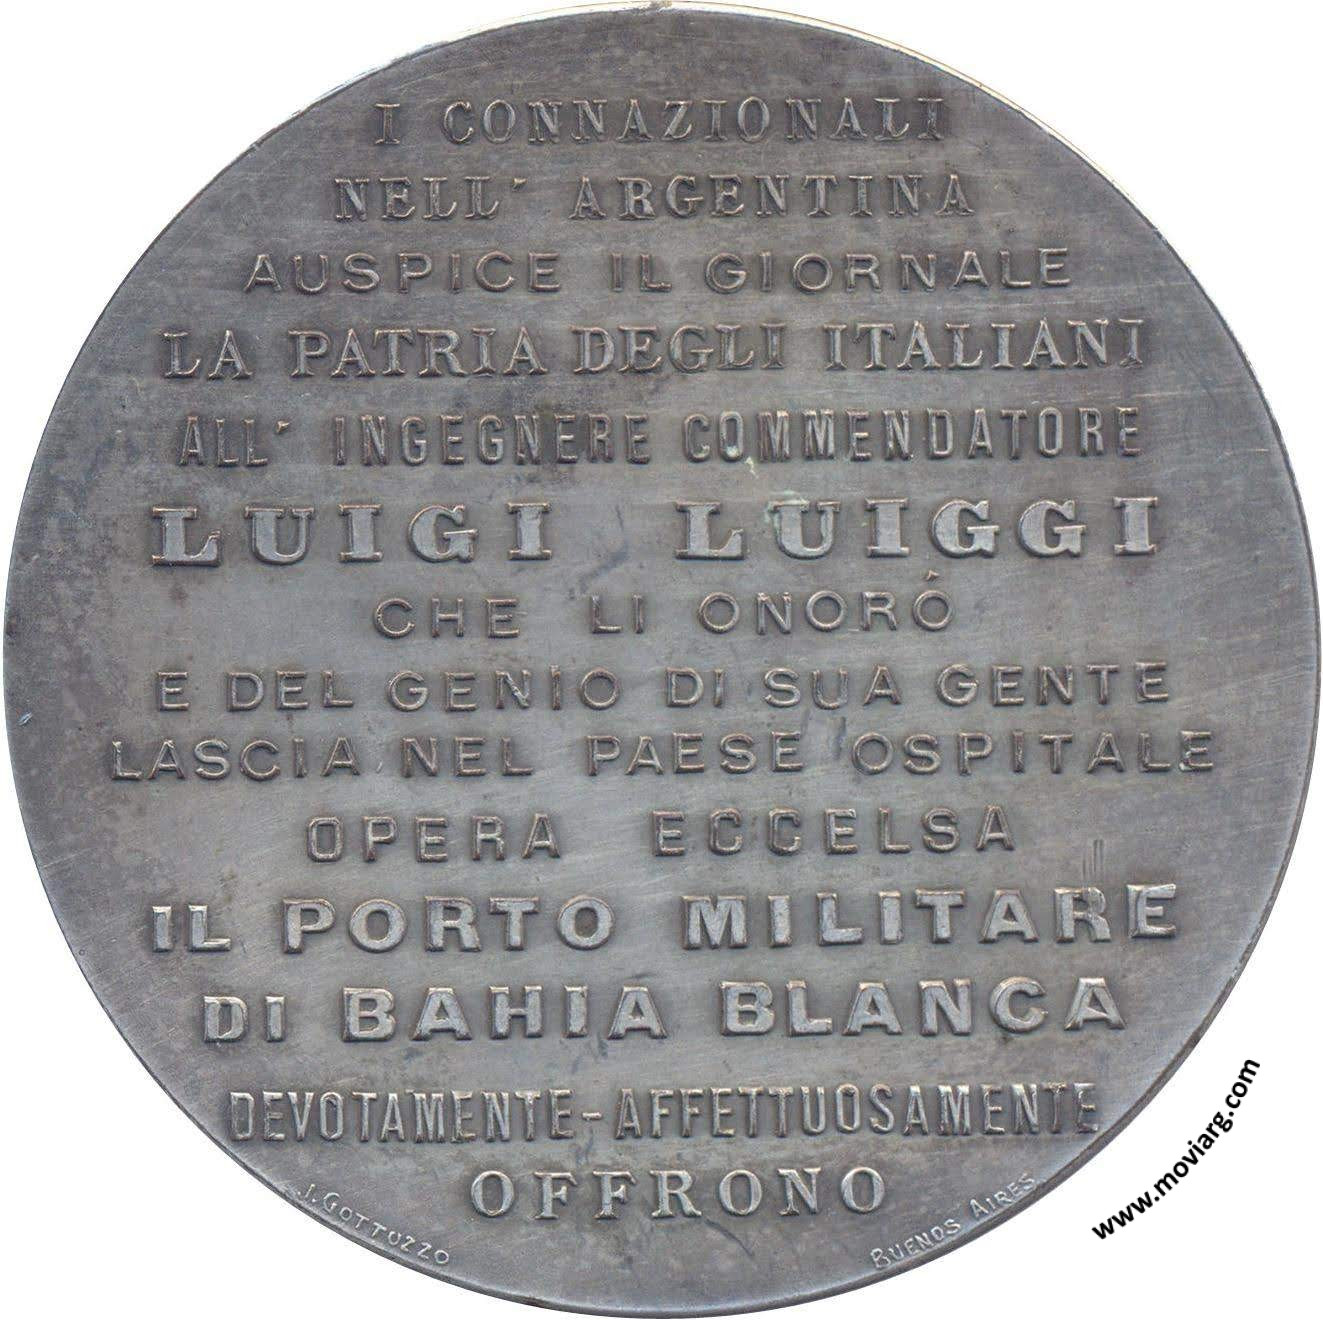 I CONNAZIONALI
NELL' ARGENTINA
AUSPICE IL GIORNALE
LA PATRIA DEGLI ITALIANI
ALL' INGEGNERE COMMENDATORE
LUIGI LUIGGI
CHE LI ONORÓ
E DEL GENIO DI SUA GENTE
LASCIA NEL PAESE OSPITALE
OPERA ECCELSA
IL PORTO MILITARE
DI BAHIA BLANCA
DEVOTAMENTE-AFFETTUOSAMENTE
OFFRONO
I. GOTTUZZO
BUENOS AIRES
www.moviarg.com